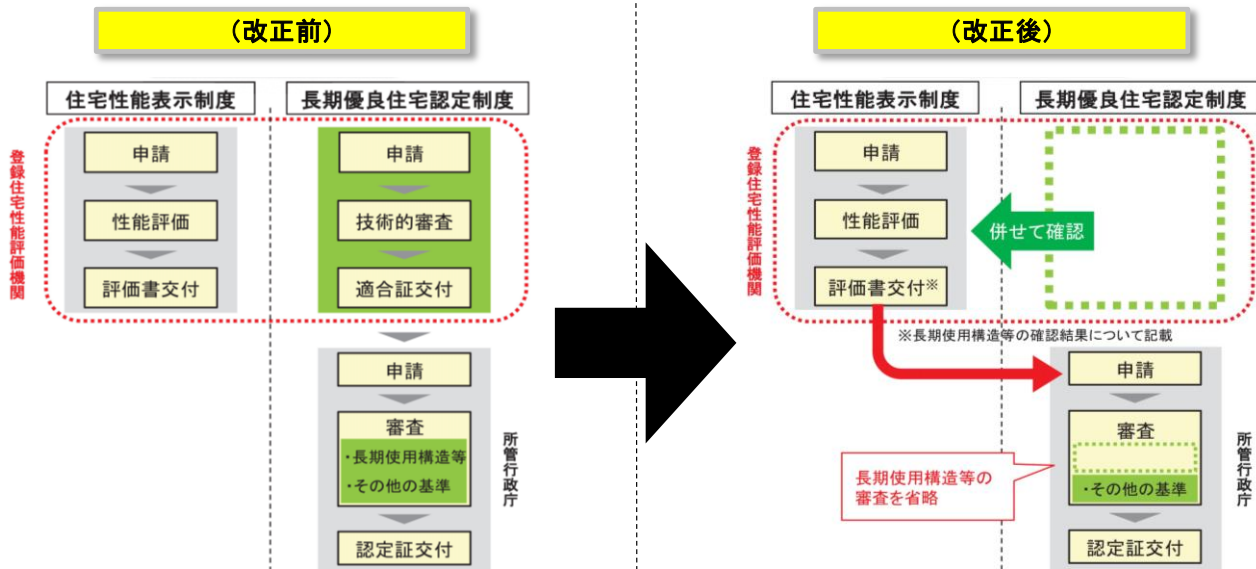 (改正前)
住宅性能表示制度
長期優良住宅認定制度
登録住宅性能評価機関
申請
性能評価
評価書交付
申請
技術的審査
適合証交付
申請
審査
・長期使用構造等
・その他の基準
認定証交付
所管行政庁
(改正後)
住宅性能表示制度
長期優良住宅認定制度
登録住宅性能評価機関
申請
性能評価
評価書交付※
併せて確認
※長期使用構造等の確認結果について記載
申請
審査
・その他の基準
認定証交付
長期使用構造等の
審査を省略
所管行政庁